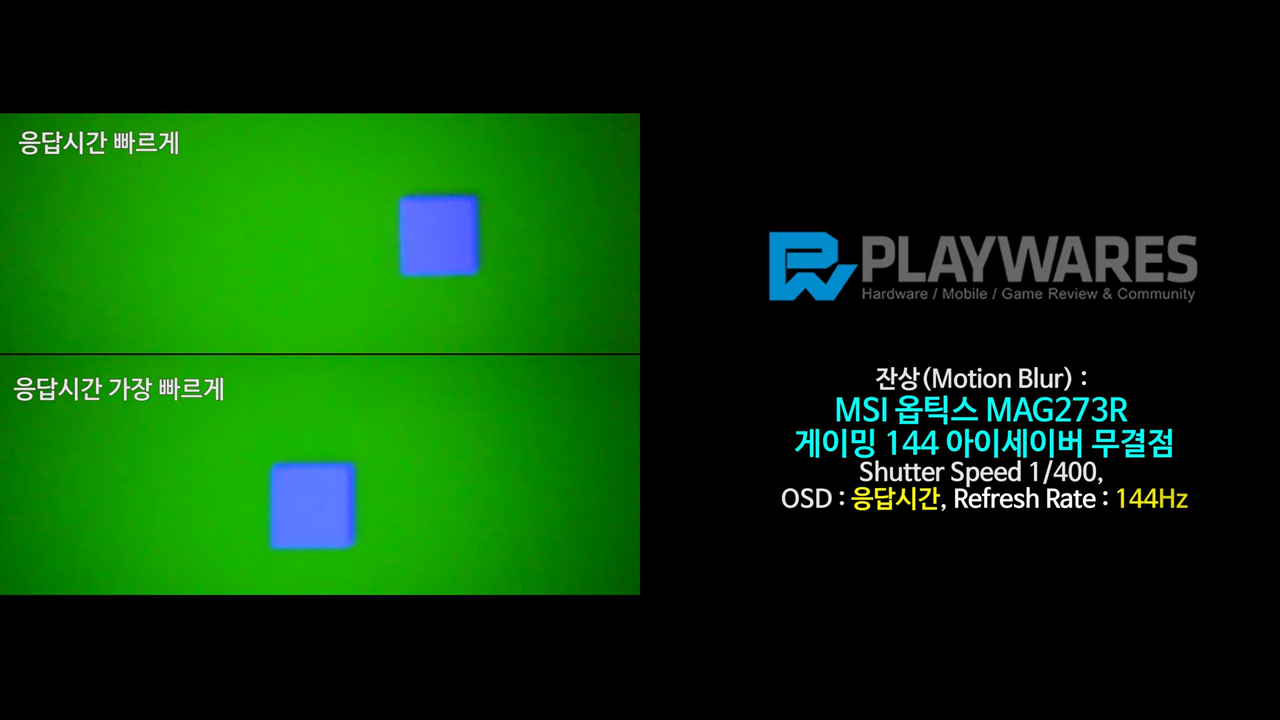 응답시간 빠르게
응답시간 가장 빠르게
PLAYWARES
Hardware / Mobile / Game Review & Community
잔상(Motion Blur) :
MSI 옵틱스 MAG273R
게이밍 144 아이세이버 무결점
Shutter Speed 1/400,
OSD : 응답시간, Refresh Rate : 144Hz